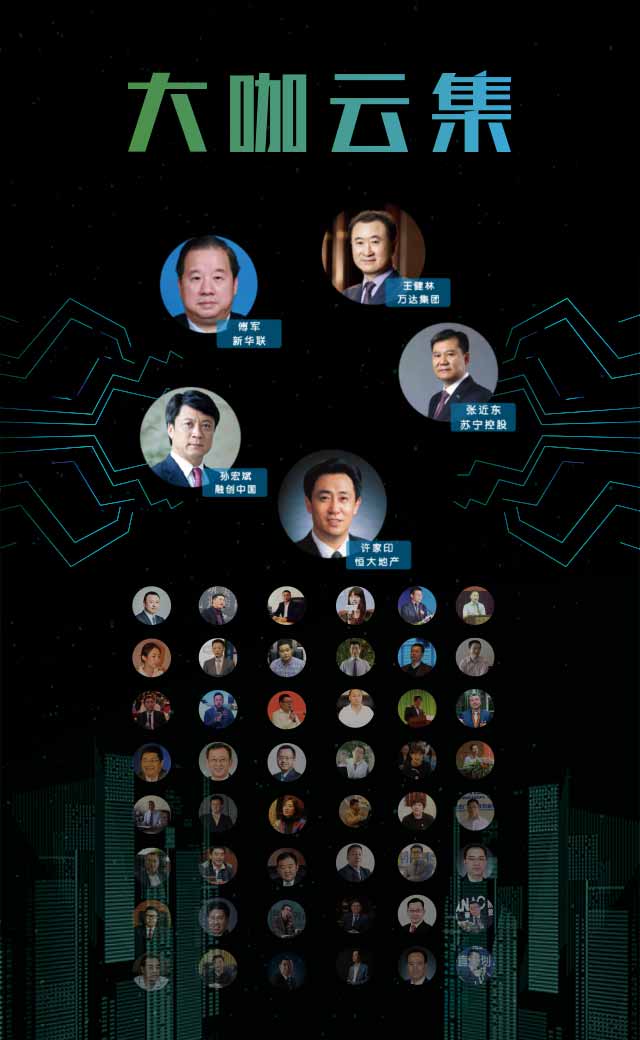 大咖云集
王健林
万达集团
傅军
新华联
张近东
苏宁控股
孙宏斌
融创中国
许家印
恒大地产